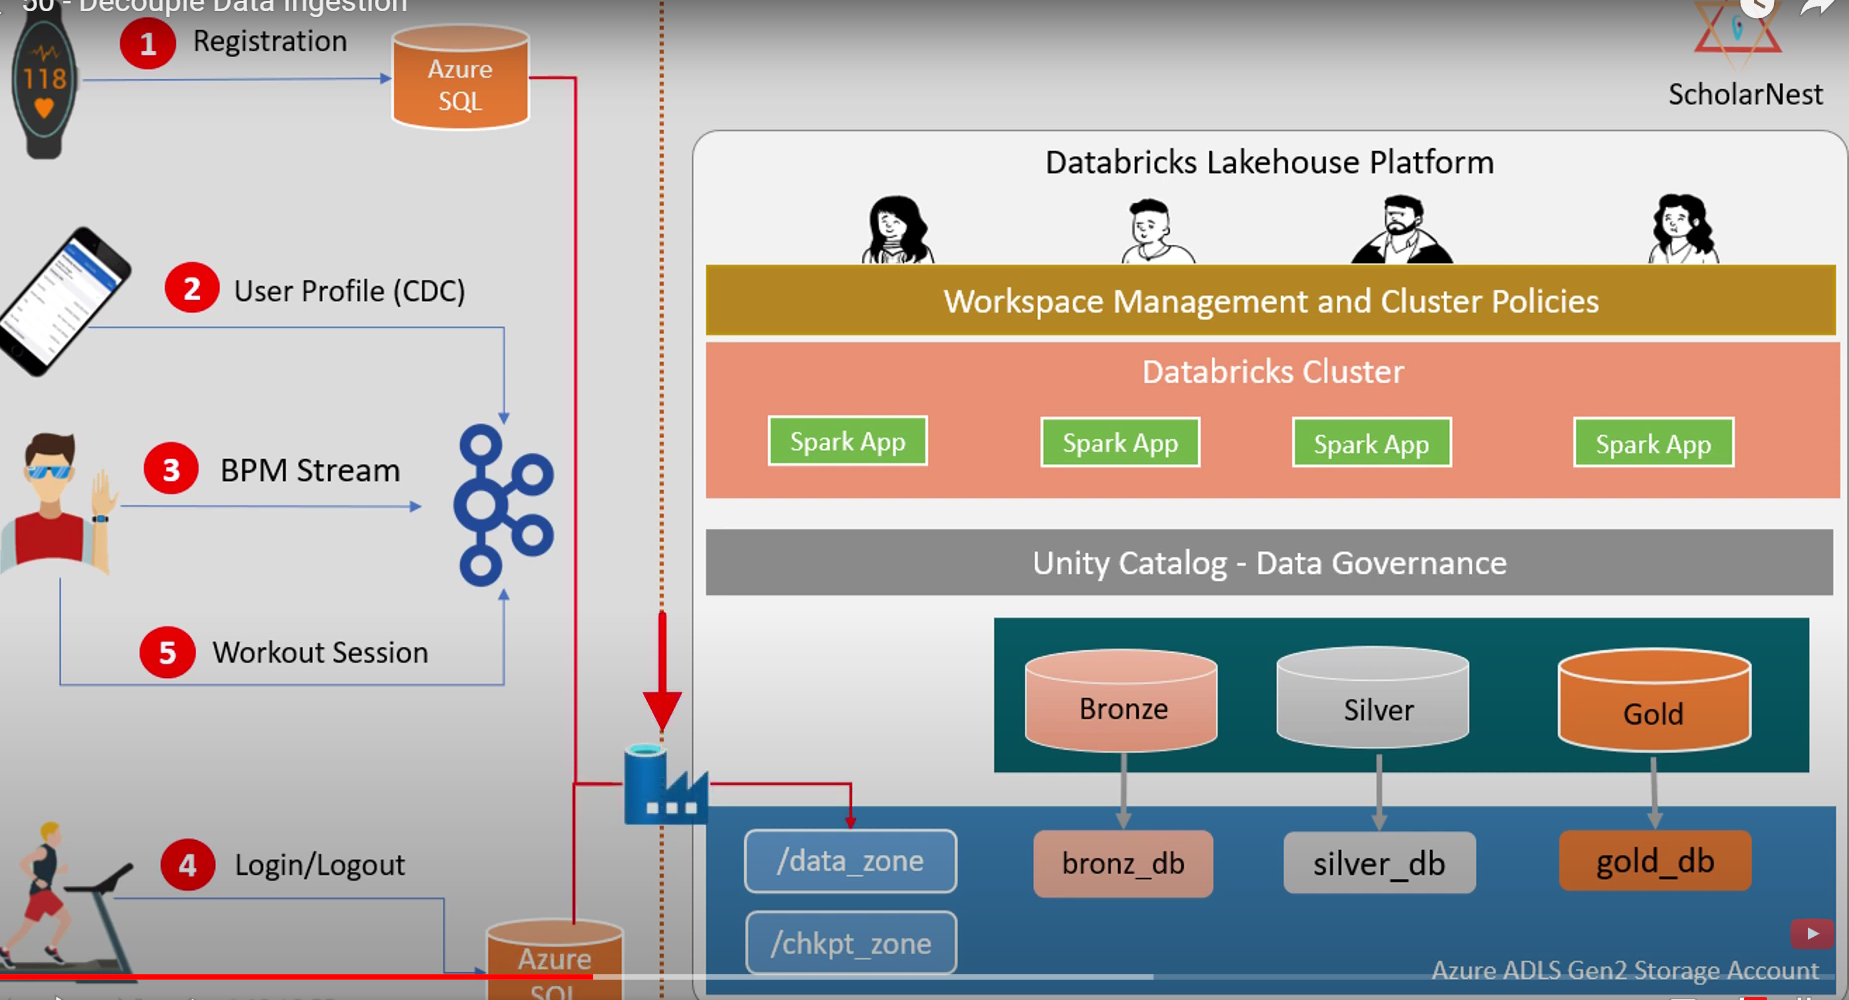 50 - Decouple Data Ingestion
118
1 Registration
Azure
SQL
ScholarNest
Databricks Lakehouse Platform
2 User Profile (CDC)
Workspace Management and Cluster Policies
Databricks Cluster
Spark App
Spark App
Spark App
Spark App
3 BPM Stream
Unity Catalog - Data Governance
5 Workout Session
Bronze
Silver
Gold
4 Login/Logout
/data_zone
bronz_db
silver_db
gold_db
/chkpt_zone
Azure
SQL
Azure ADLS Gen2 Storage Account